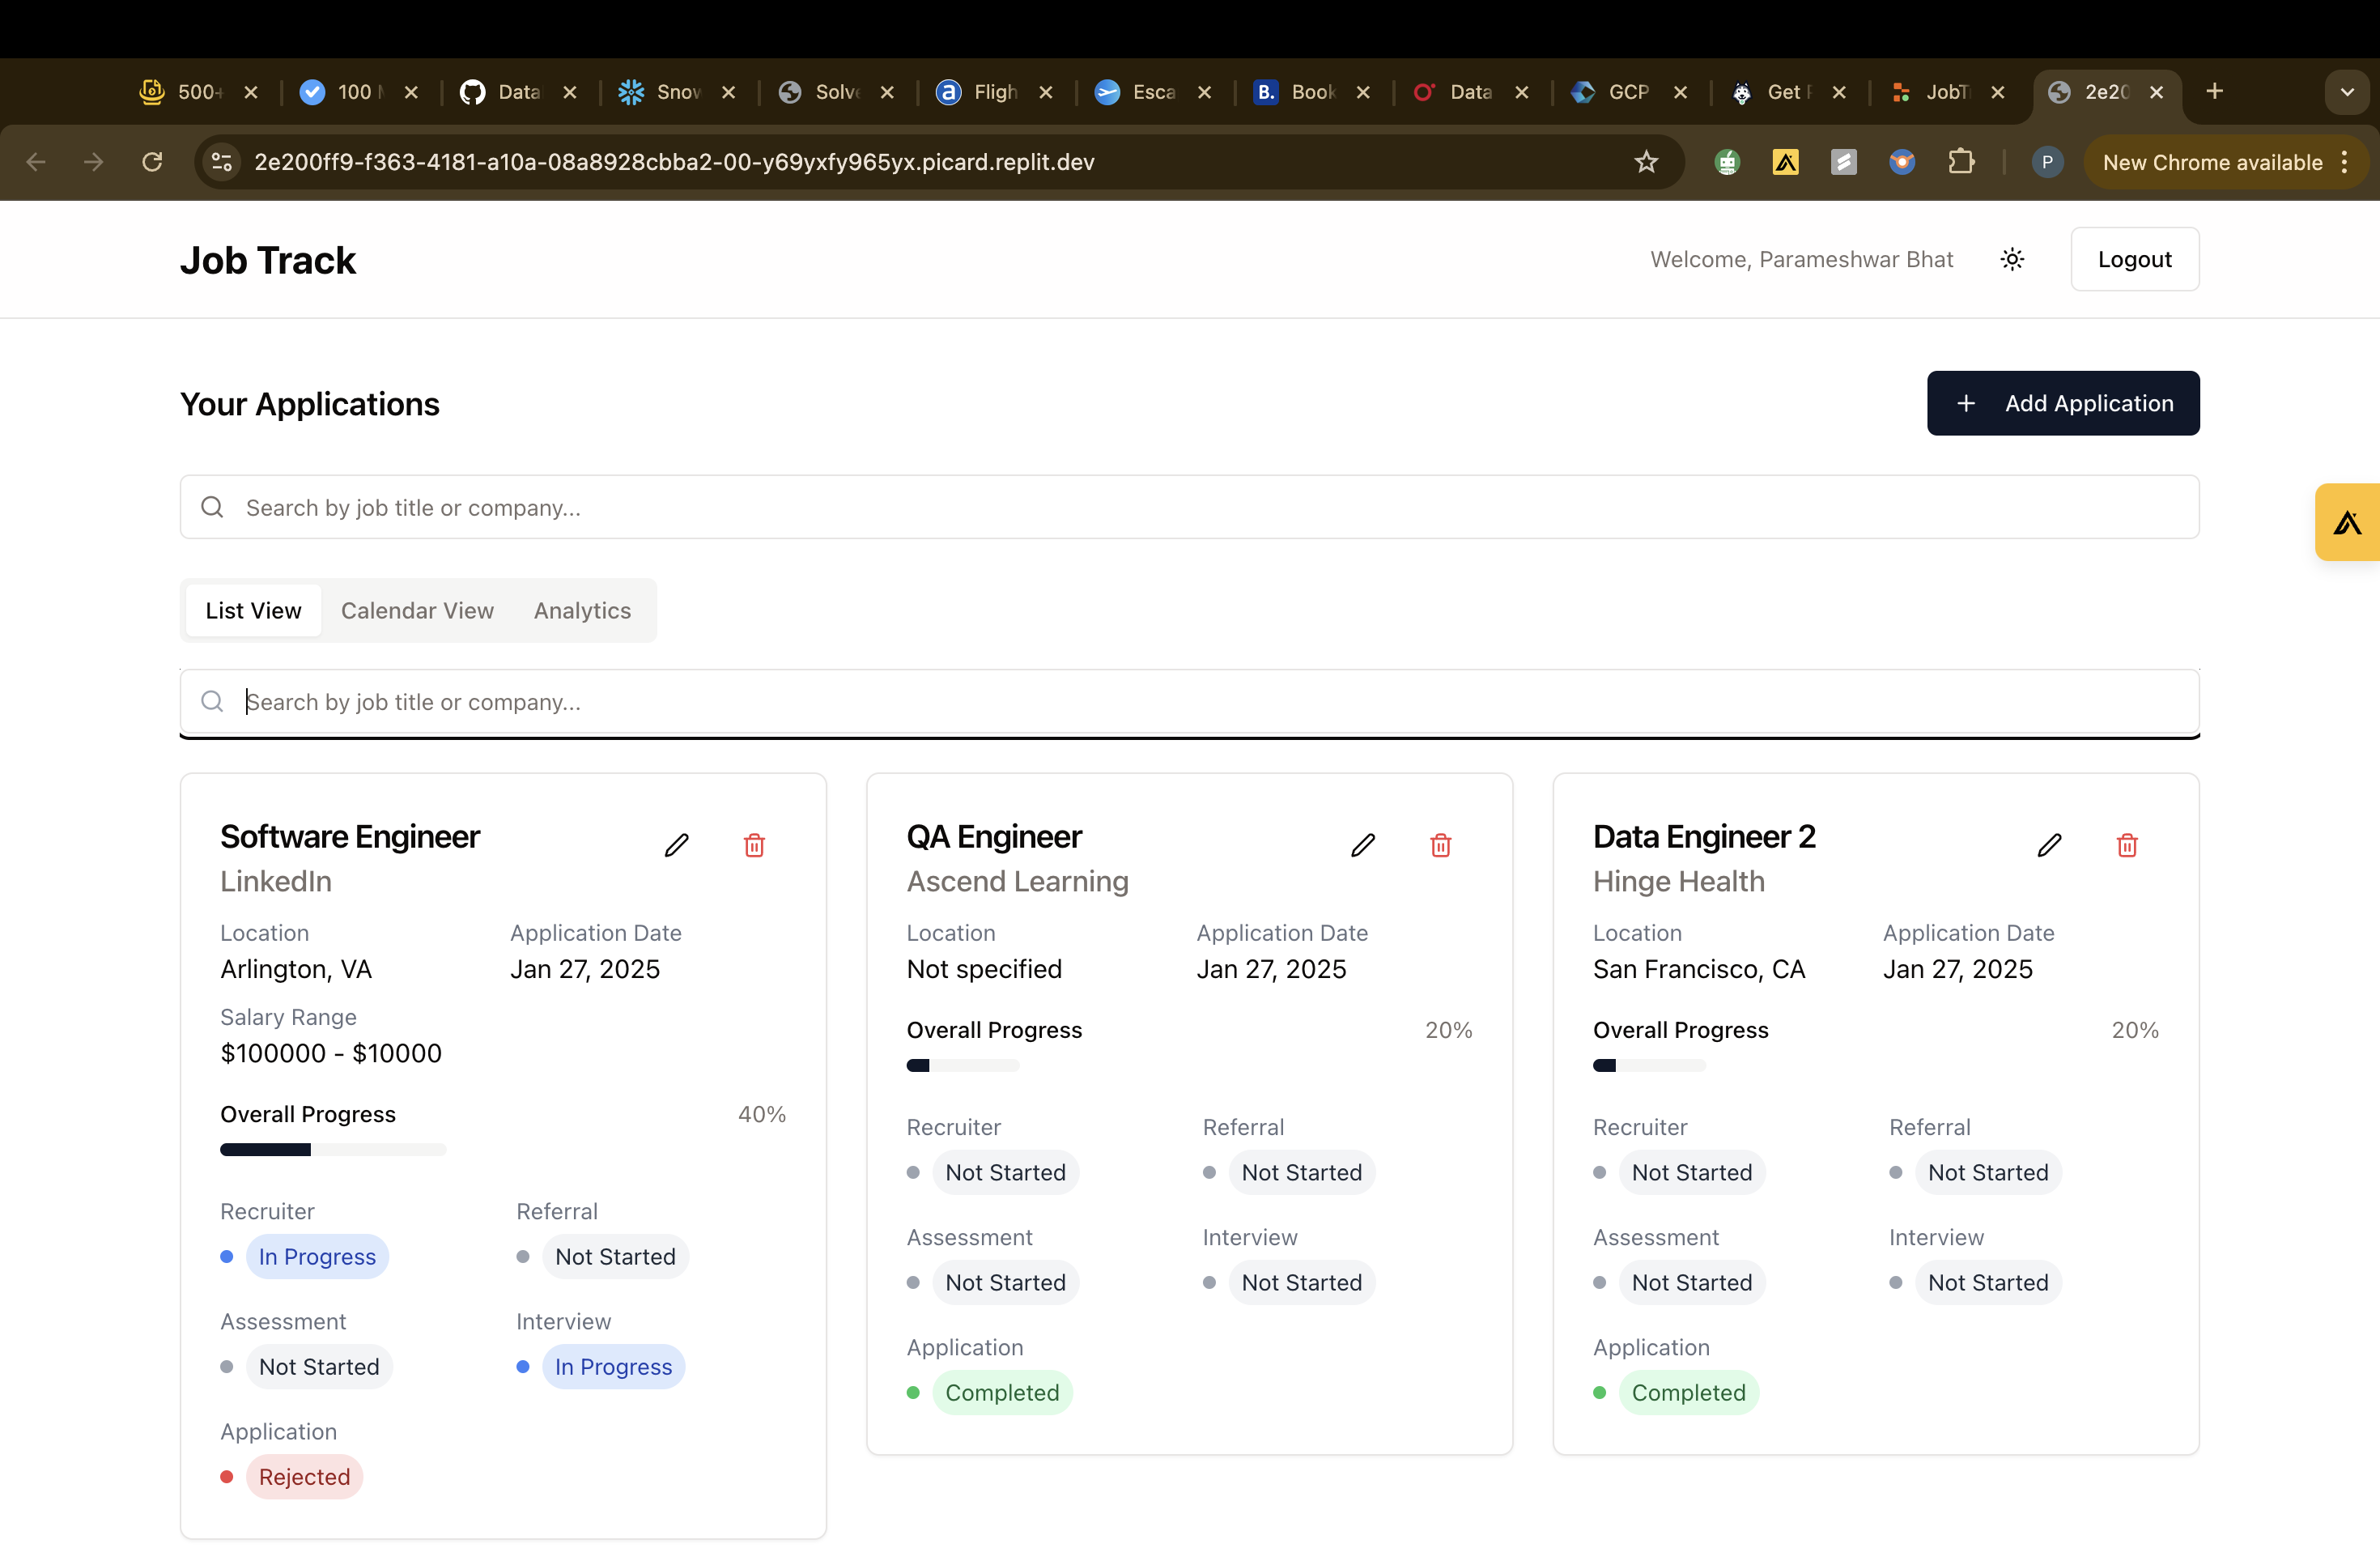 500+ 100 M Data Snow Solve Fligh Esca B. Book Data GCP Get JobT 2e20
2e200ff9-f363-4181-a10a-08a8928cbba2-00-y69yxfy965yx.picard.replit.dev P New Chrome available
Job Track Welcome, Parameshwar Bhat Logout
Your Applications + Add Application
Search by job title or company...
List View Calendar View Analytics
Search by job title or company...
Software Engineer
LinkedIn
Location Application Date
Arlington, VA Jan 27, 2025
Salary Range
$100000 - $10000
Overall Progress 40%
Recruiter Referral
In Progress Not Started
Assessment Interview
Not Started In Progress
Application
Rejected
QA Engineer
Ascend Learning
Location Application Date
Not specified Jan 27, 2025
Overall Progress 20%
Recruiter Referral
Not Started Not Started
Assessment Interview
Not Started Not Started
Application
Completed
Data Engineer 2
Hinge Health
Location Application Date
San Francisco, CA Jan 27, 2025
Overall Progress 20%
Recruiter Referral
Not Started Not Started
Assessment Interview
Not Started Not Started
Application
Completed